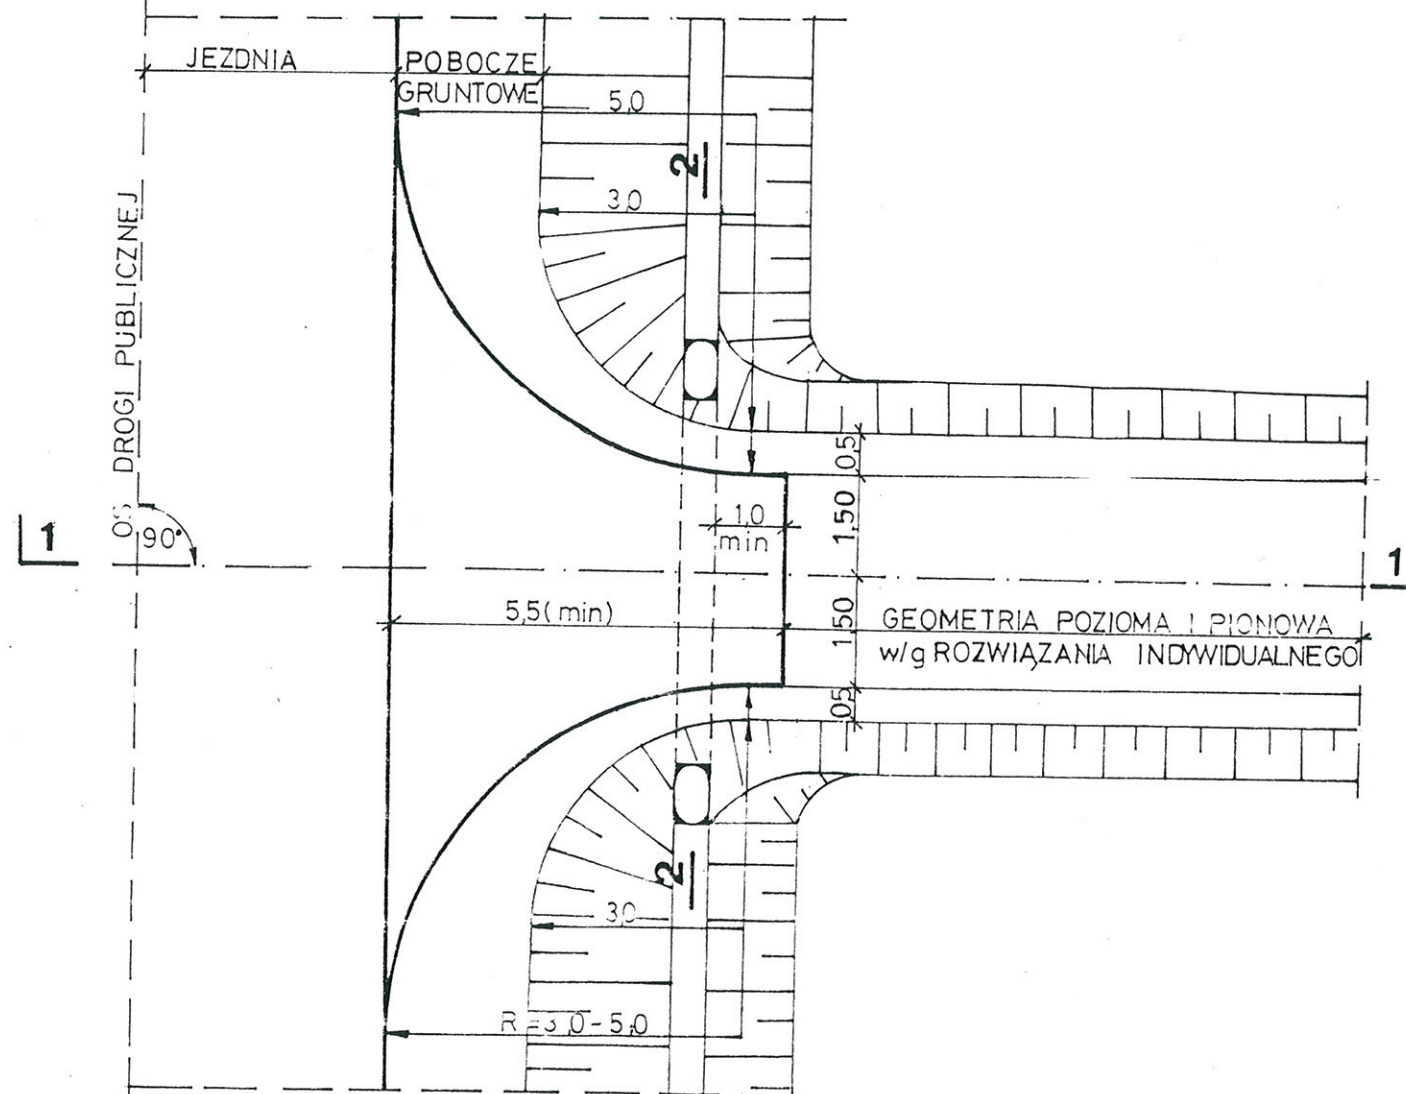 JEZDNIA
POBOCZE
GRUNTOWE
5,0
2
3,0
OŚ DROGI PUBLICZNEJ
0,5
1,50
1,0
min
1
90°
1
5,5(min)
1,50
GEOMETRIA POZIOMA I PIONOWA
w/g ROZWIĄZANIA INDYWIDUALNEGO
0,5
2
3,0
R=3,0-5,0